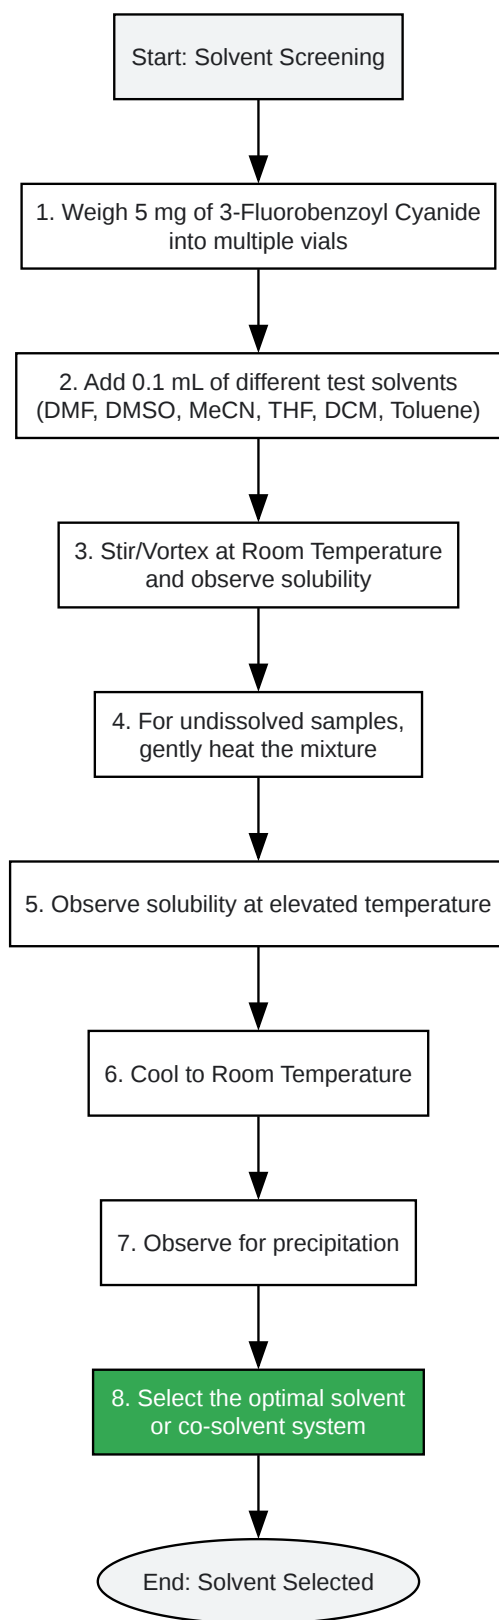 Start: Solvent Screening
1. Weigh 5 mg of 3-Fluorobenzoyl Cyanide
into multiple vials
2. Add 0.1 mL of different test solvents
(DMF, DMSO, MeCN, THF, DCM, Toluene)
3. Stir/Vortex at Room Temperature
and observe solubility
4. For undissolved samples,
gently heat the mixture
5. Observe solubility at elevated temperature
6. Cool to Room Temperature
7. Observe for precipitation
8. Select the optimal solvent
or co-solvent system
End: Solvent Selected